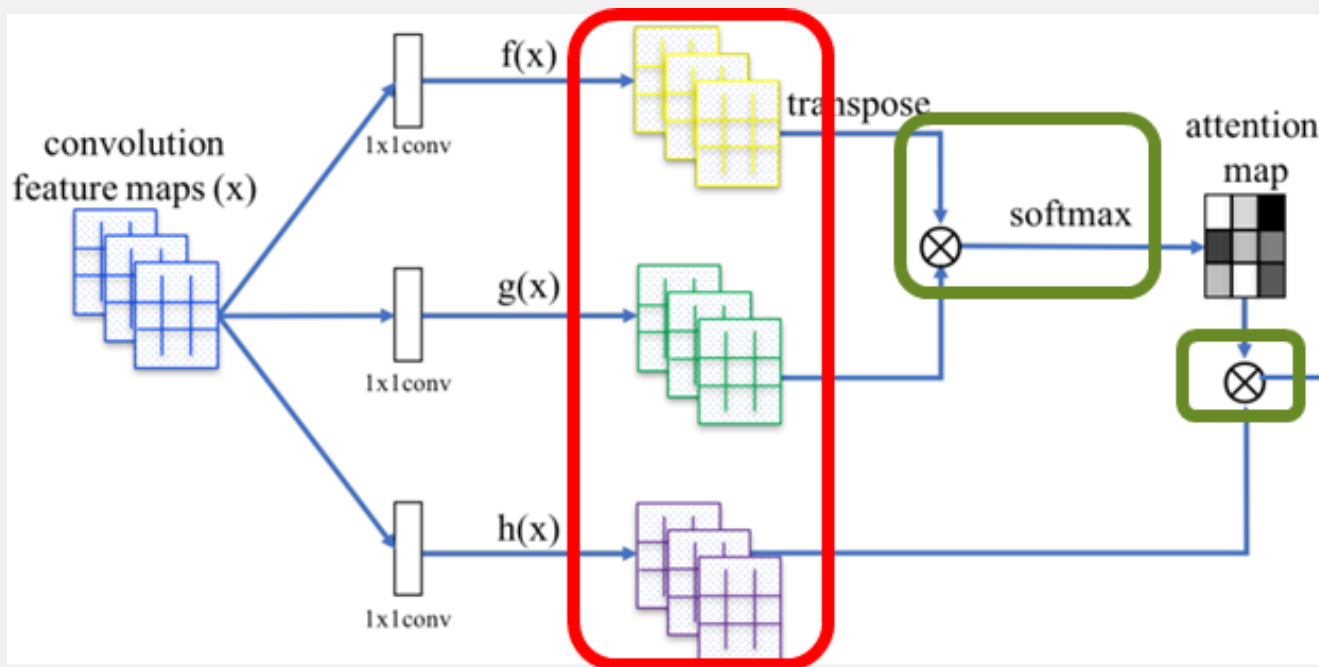 f(x)
1x1conv
transpose
convolution
feature maps (x)
attention
map
softmax
g(x)
1x1conv
h(x)
1x1conv